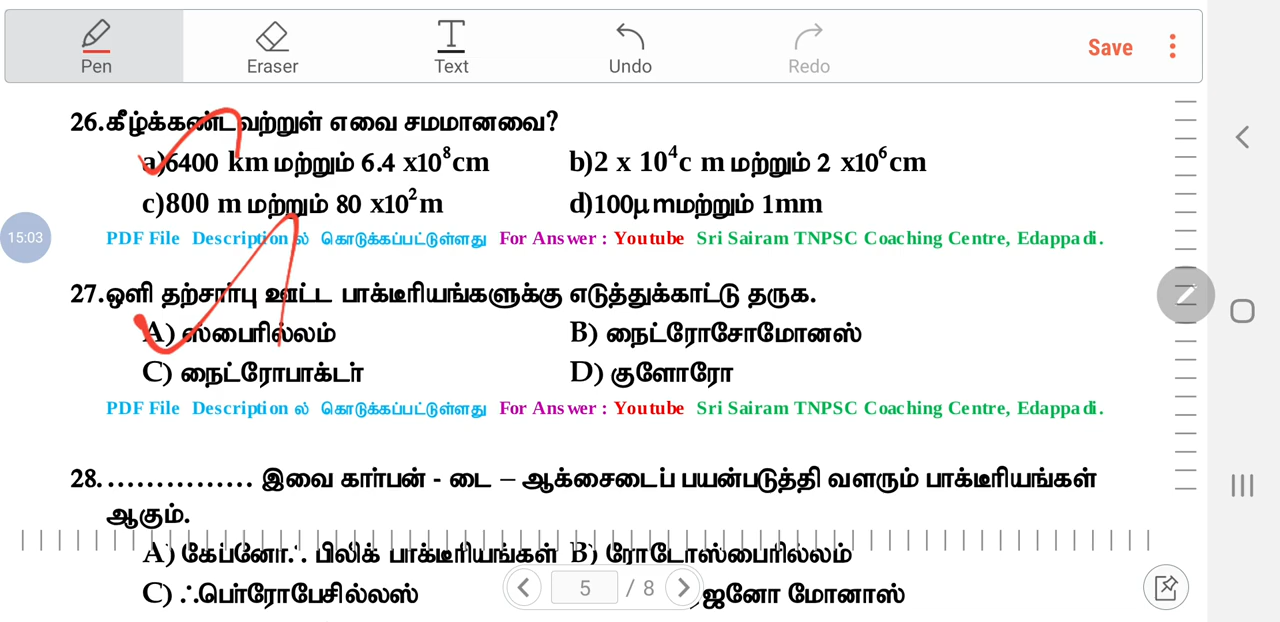 Pen Eraser Text Undo Redo Save
26.கீழ்க்கண்டவற்றுள் எவை சமமானவை?
a)6400 km மற்றும் 6.4 x10⁸cm b)2 x 10⁴c m மற்றும் 2 x10⁶cm
c)800 m மற்றும் 80 x10²m d)100μmமற்றும் 1mm
15:03
PDF File Description ல் கொடுக்கப்பட்டுள்ளது For Answer : Youtube Sri Sairam TNPSC Coaching Centre, Edappadi.
27.ஒளி தற்சார்பு ஊட்ட பாக்டீரியங்களுக்கு எடுத்துக்காட்டு தருக.
A) ஸ்பைரில்லம் B) நைட்ரோசோமோனஸ்
C) நைட்ரோபாக்டர் D) குளோரோ
PDF File Description ல் கொடுக்கப்பட்டுள்ளது For Answer : Youtube Sri Sairam TNPSC Coaching Centre, Edappadi.
28................ இவை கார்பன் - டை – ஆக்சைடைப் பயன்படுத்தி வளரும் பாக்டீரியங்கள்
ஆகும்.
A) கேப்னோஃ பிலிக் பாக்டீரியங்கள் B) ரோடோஸ்பைரில்லம்
C) ஃபெர்ரோபேசில்லஸ் ஜனோ மோனாஸ்
5 / 8